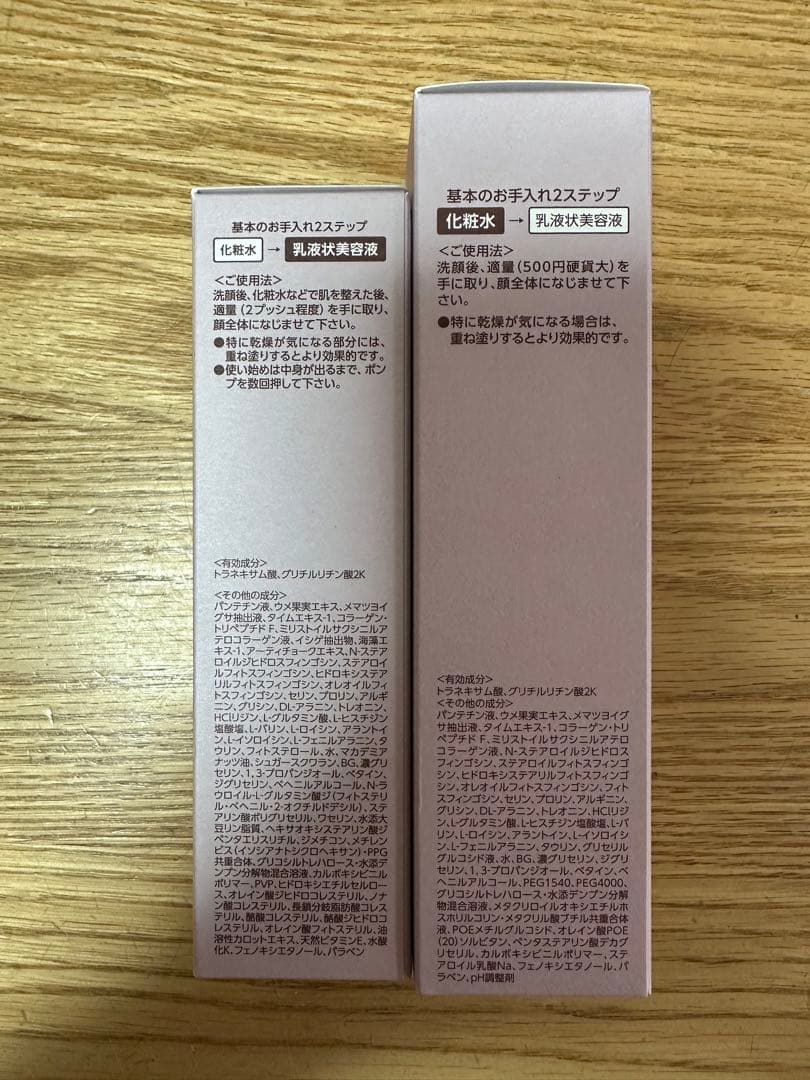 基本のお手入れ2ステップ
化粧水 → 乳液状美容液
<ご使用法>
洗顔後、化粧水などで肌を整えた後、
適量(2プッシュ程度)を手に取り、
顔全体になじませて下さい。
●特に乾燥が気になる部分には、
重ね塗りするとより効果的です。
●使い始めは中身が出るまで、ポン
プを数回押して下さい。
<有効成分>
トラネキサム酸、グリチルリチン酸2K
<その他の成分>
パンテチン液、ウメ果実エキス、メマツヨイ
グサ抽出液、タイムエキス-1、コラーゲン・
トリペプチド F、ミリストイルサクシニルア
テロコラーゲン液、イシゲ抽出物、海藻エ
キス-1、アーティチョークエキス、N-ステ
アロイルジヒドロスフィンゴシン、ステアロイ
ルフィトスフィンゴシン、ヒドロキシステア
リルフィトスフィンゴシン、オレオイルフィ
トスフィンゴシン、セリン、プロリン、アルギ
ニン、グリシン、DL-アラニン、トレオニン、
HClリジン、L-グルタミン酸、L-ヒスチジン
塩酸塩、L-バリン、L-ロイシン、アラントイ
ン、L-イソロイシン、L-フェニルアラニン、タ
ウリン、フィトステロール、水、マカデミア
ナッツ油、シュガースクワラン、BG、濃グリ
セリン、1,3-プロパンジオール、ベタイン、
ジグリセリン、ベヘニルアルコール、N-ラ
ウロイル-L-グルタミン酸ジ(フィトステリ
ル・ベヘニル・2-オクチルドデシル)、ステ
アリン酸ポリグリセリル、ワセリン、水添大
豆リン脂質、ヘキサオキシステアリン酸ジ
ペンタエリスリチル、ジメチコン、メチレン
ビス(イソシアナトシクロヘキサン)・PPG
共重合体、グリコシルトレハロース・水添デ
ンプン分解物混合溶液、カルボキシビニル
ポリマー、PVP、ヒドロキシエチルセルロー
ス、オレイン酸ジヒドロコレステリル、ノナ
ン酸コレステリル、長鎖分岐脂肪酸コレス
テリル、酪酸コレステリル、酪酸ジヒドロコ
レステリル、オレイン酸フィトステリル、油
溶性カロットエキス、天然ビタミンE、水酸
化K、フェノキシエタノール、パラベン
基本のお手入れ2ステップ
化粧水 → 乳液状美容液
<ご使用法>
洗顔後、適量(500円硬貨大)を
手に取り、顔全体になじませて下
さい。
●特に乾燥が気になる場合は、
重ね塗りするとより効果的です。
<有効成分>
トラネキサム酸、グリチルリチン酸2K
<その他の成分>
パンテチン液、ウメ果実エキス、メマツヨイグ
サ抽出液、タイムエキス-1、コラーゲン・トリ
ペプチド F、ミリストイルサクシニルアテロ
コラーゲン液、N-ステアロイルジヒドロス
フィンゴシン、ステアロイルフィトスフィンゴ
シン、ヒドロキシステアリルフィトスフィンゴ
シン、オレオイルフィトスフィンゴシン、フィト
スフィンゴシン、セリン、プロリン、アルギニン、
グリシン、DL-アラニン、トレオニン、HClリジ
ン、L-グルタミン酸、L-ヒスチジン塩酸塩、L-バ
リン、L-ロイシン、アラントイン、L-イソロイシ
ン、L-フェニルアラニン、タウリン、グリセリル
グルコシド液、水、BG、濃グリセリン、ジグリ
セリン、1,3-プロパンジオール、ベタイン、ベ
ヘニルアルコール、PEG1540、PEG4000、
グリコシルトレハロース・水添デンプン分解
物混合溶液、メタクリロイルオキシエチルホ
スホリルコリン・メタクリル酸ブチル共重合体
液、POEメチルグルコシド、オレイン酸POE
(20)ソルビタン、ペンタステアリン酸デカグ
リセリル、カルボキシビニルポリマー、ステ
アロイル乳酸Na、フェノキシエタノール、パ
ラベン、pH調整剤